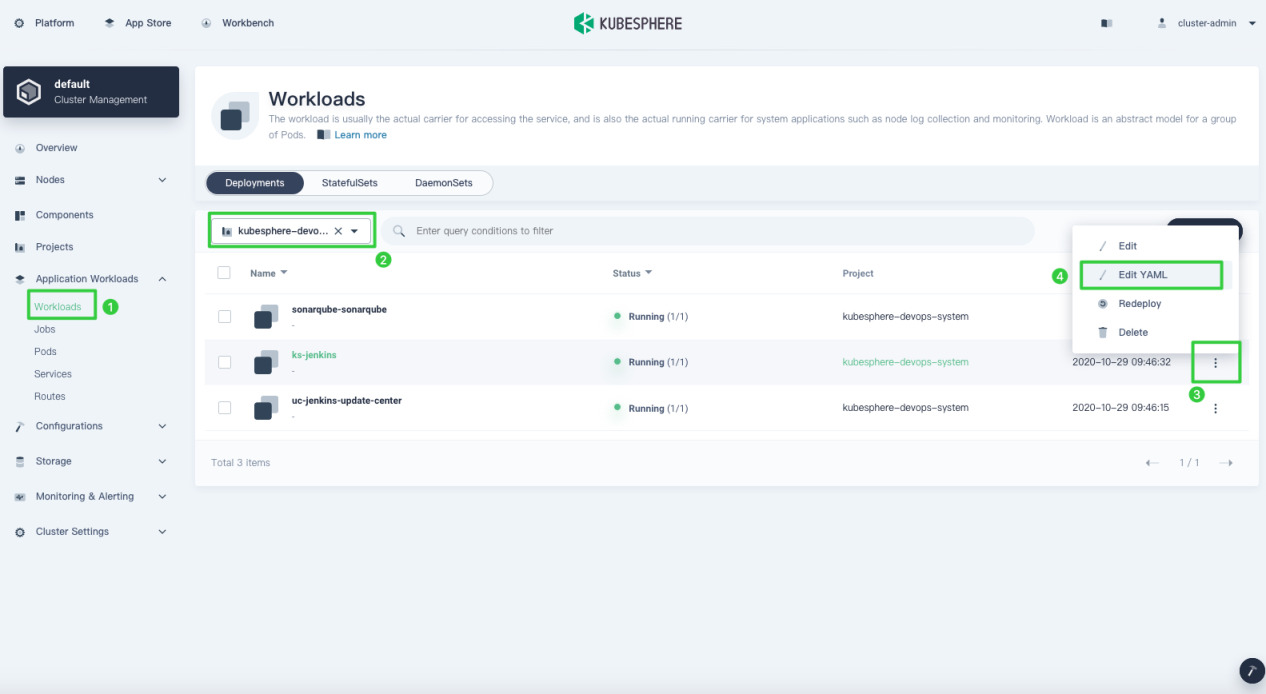 Platform
App Store
Workbench
KUBESPHERE
cluster-admin
default
Cluster Management
Overview
Nodes
Components
Projects
Application Workloads
Workloads
1
Jobs
Pods
Services
Routes
Configurations
Storage
Monitoring & Alerting
Cluster Settings
Workloads
The workload is usually the actual carrier for accessing the service, and is also the actual running carrier for system applications such as node log collection and monitoring. Workload is an abstract model for a group
of Pods. Learn more
Deployments
StatefulSets
DaemonSets
kubesphere-devo...
2
Enter query conditions to filter
Name
Status
Project
sonarqube-sonarqube
-
Running (1/1)
kubesphere-devops-system
ks-jenkins
-
Running (1/1)
kubesphere-devops-system
2020-10-29 09:46:32
3
uc-jenkins-update-center
-
Running (1/1)
kubesphere-devops-system
2020-10-29 09:46:15
Edit
4
Edit YAML
Redeploy
Delete
Total 3 items
1 / 1